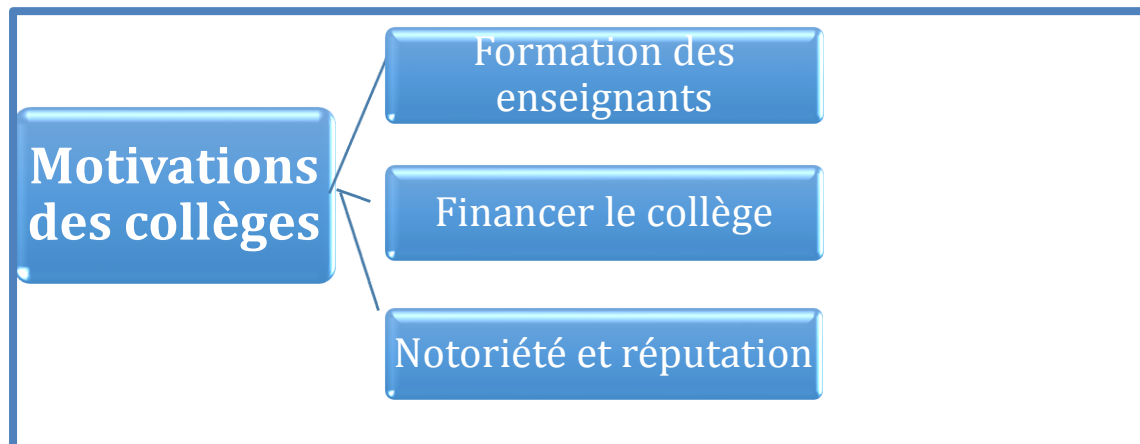 Motivations
des collèges
Formation des
enseignants
Financer le collège
Notoriété et réputation